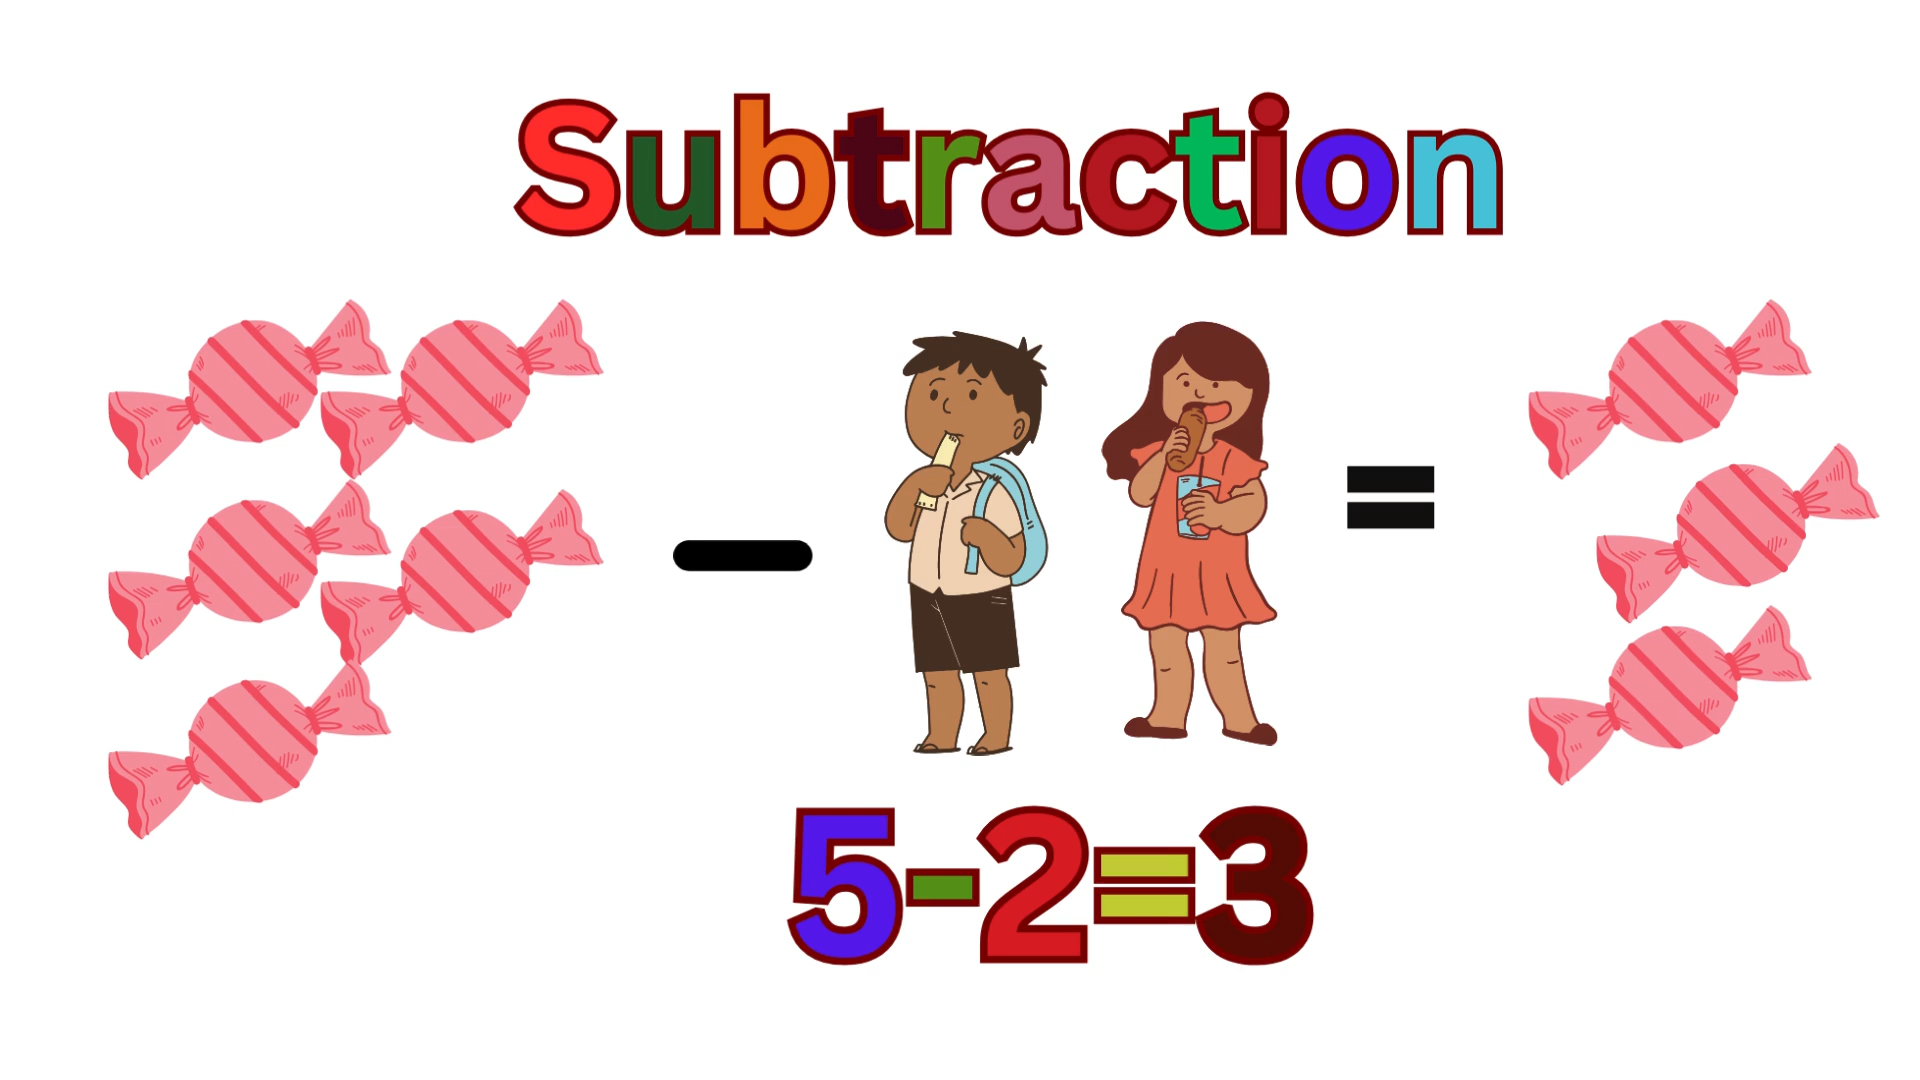 Subtraction
- =
5-2=3